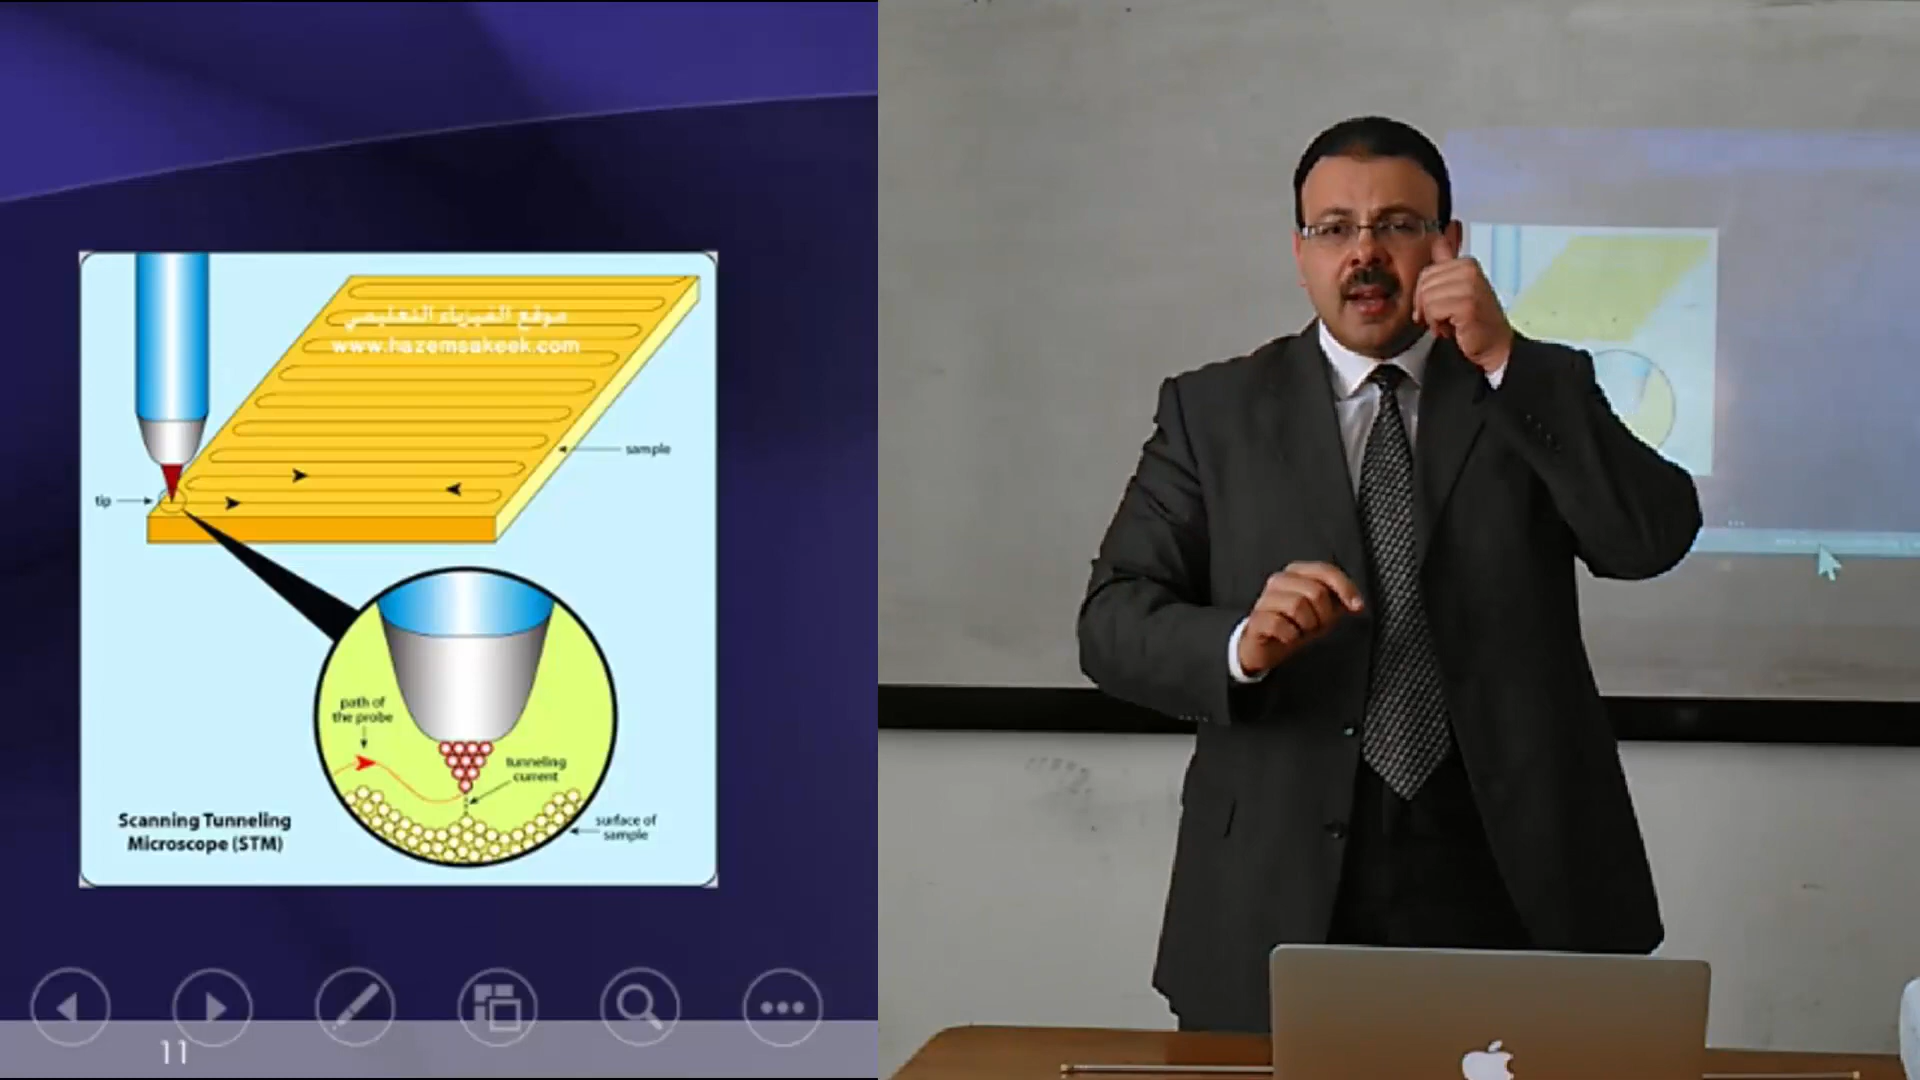 موقع الفيزياء التعليمي
www.hazemsakeek.com
sample
tip
path of
the probe
tunneling
current
surface of
sample
Scanning Tunneling
Microscope (STM)
11